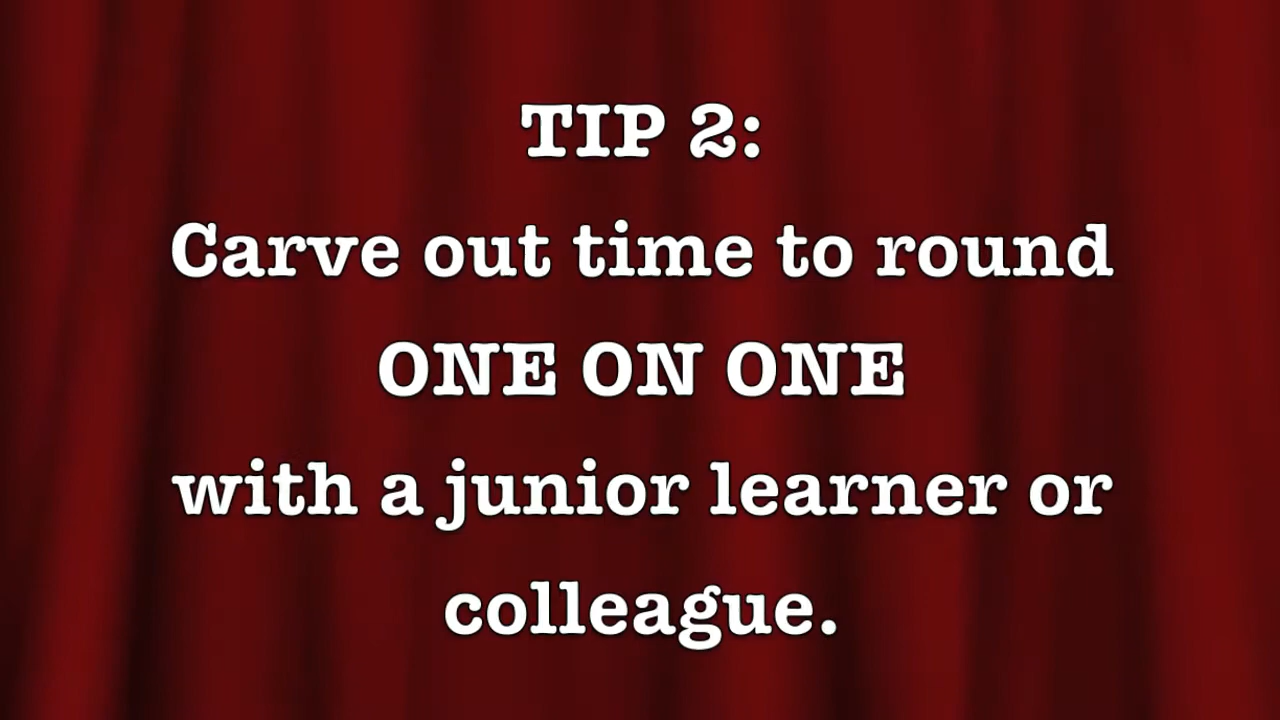 TIP 2:
Carve out time to round
ONE ON ONE
with a junior learner or
colleague.